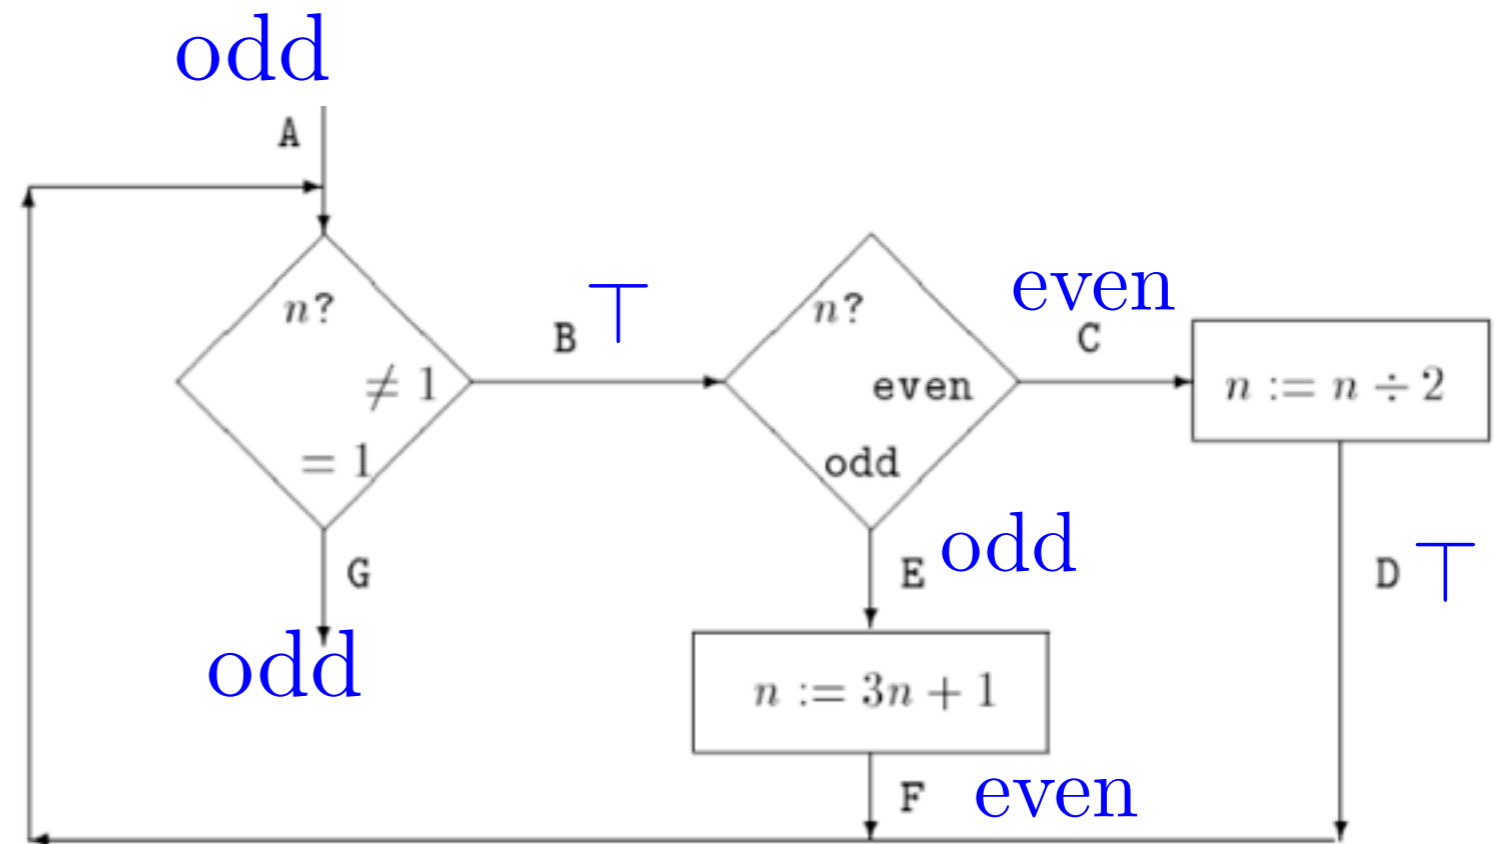 odd
A
n?
≠ 1
= 1
B ⊤
n?
even
odd
even
C
n := n ÷ 2
G
odd
E odd
D ⊤
n := 3n + 1
F even